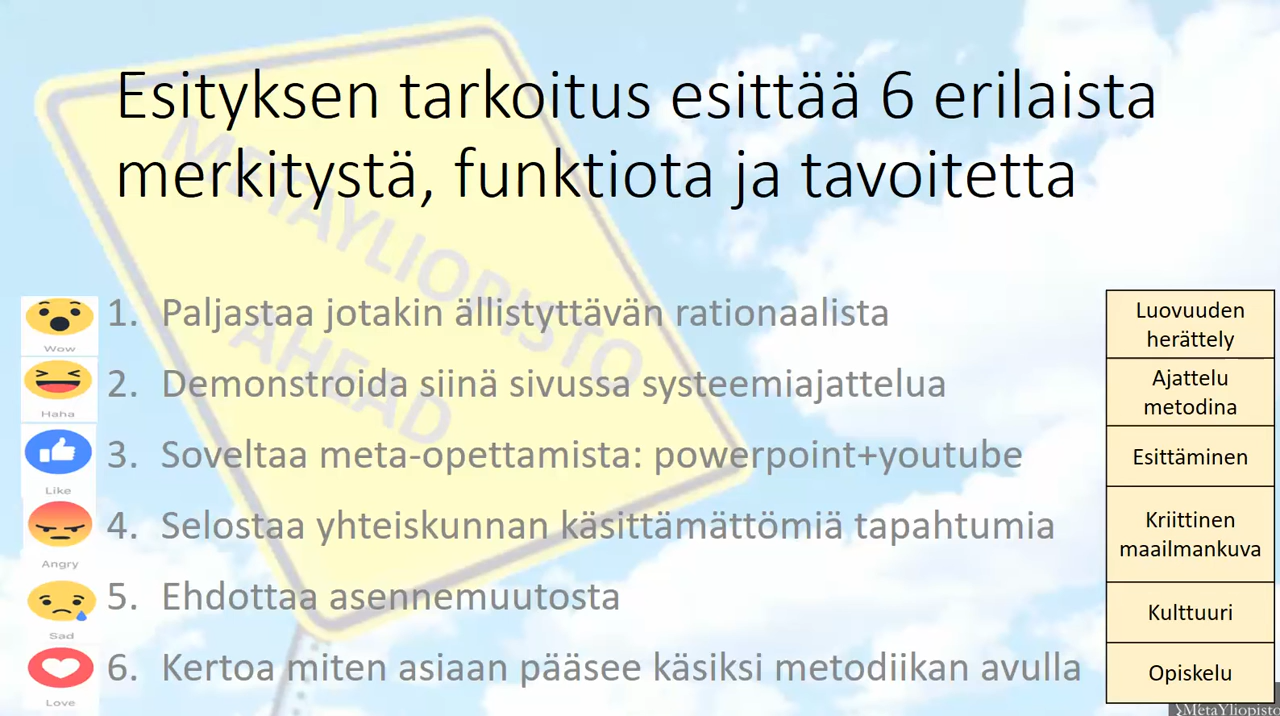 Esityksen tarkoitus esittää 6 erilaista
merkitystä, funktiota ja tavoitetta
METAYLIOPISTO
AHEAD
Wow
1. Paljastaa jotakin ällistyttävän rationaalista
Luovuuden
herättely
Haha
2. Demonstroida siinä sivussa systeemiajattelua
Ajattelu
metodina
Like
3. Soveltaa meta-opettamista: powerpoint+youtube
Esittäminen
Angry
4. Selostaa yhteiskunnan käsittämättömiä tapahtumia
Kriittinen
maailmankuva
Sad
5. Ehdottaa asennemuutosta
Kulttuuri
Love
6. Kertoa miten asiaan pääsee käsiksi metodiikan avulla
Opiskelu
MetaYliopisto